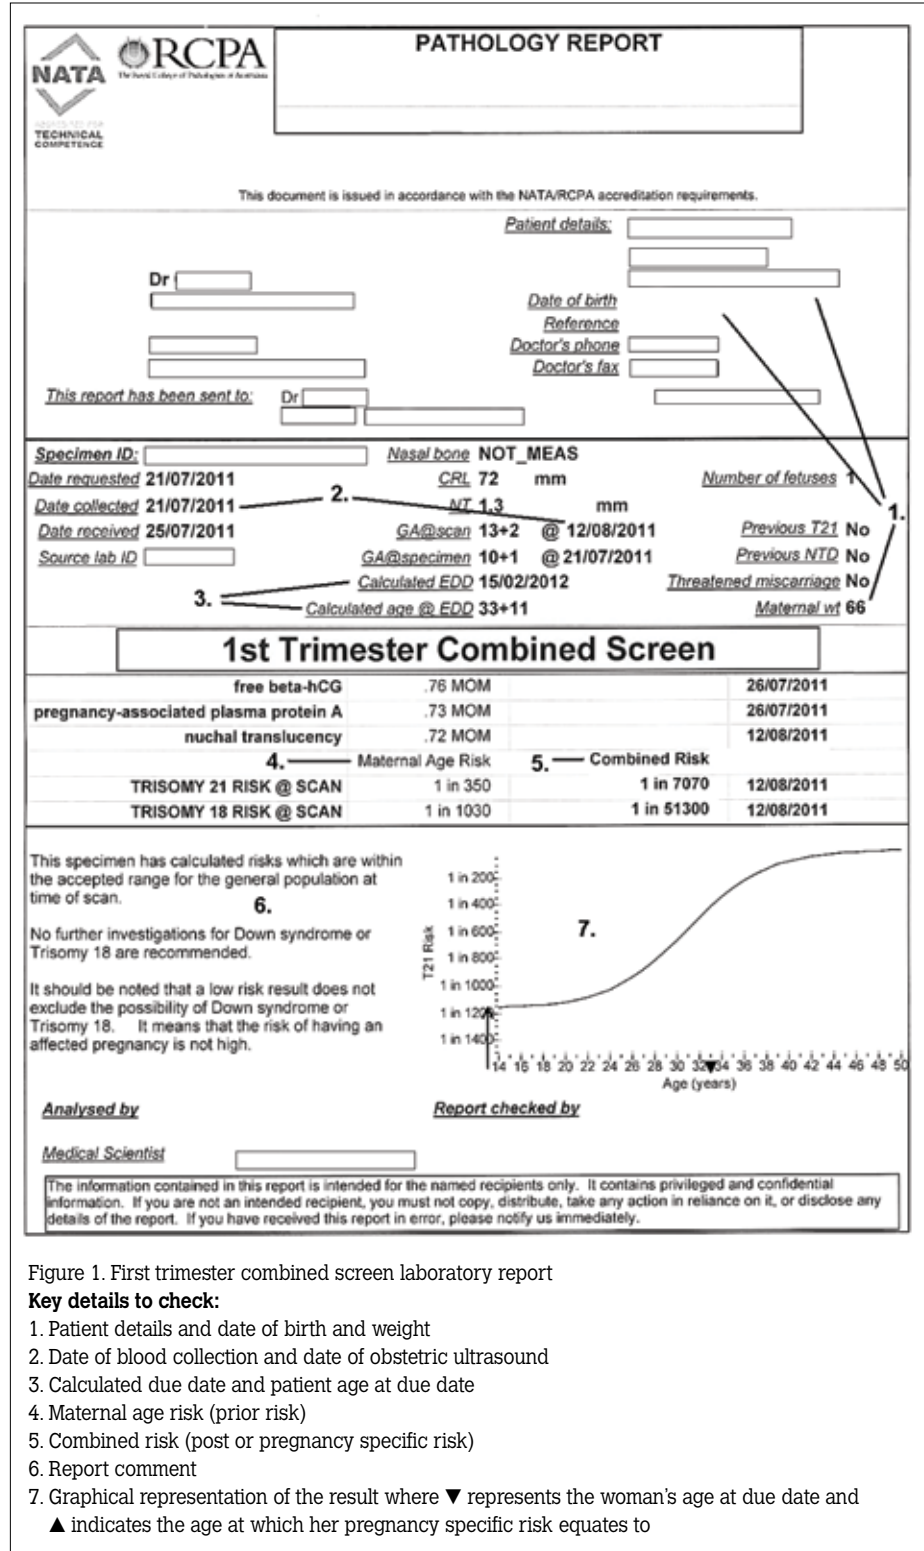 NATA
RCPA
The Royal College of Pathologists of Australasia
TECHNICAL
COMPETENCE
PATHOLOGY REPORT
This document is issued in accordance with the NATA/RCPA accreditation requirements.
Patient details:
Dr
Date of birth
Reference
Doctor's phone
Doctor's fax
This report has been sent to: Dr
Specimen ID: Nasal bone NOT_MEAS
Date requested 21/07/2011 CRL 72 mm Number of fetuses 1
Date collected 21/07/2011 2. NT 1.3 mm 1.
Date received 25/07/2011 GA@scan 13+2 @ 12/08/2011 Previous T21 No
Source lab ID GA@specimen 10+1 @ 21/07/2011 Previous NTD No
3. Calculated EDD 15/02/2012 Threatened miscarriage No
Calculated age @ EDD 33+11 Maternal wt 66
1st Trimester Combined Screen
free beta-hCG .76 MOM 26/07/2011
pregnancy-associated plasma protein A .73 MOM 26/07/2011
nuchal translucency .72 MOM 12/08/2011
4. Maternal Age Risk 5. Combined Risk
TRISOMY 21 RISK @ SCAN 1 in 350 1 in 7070 12/08/2011
TRISOMY 18 RISK @ SCAN 1 in 1030 1 in 51300 12/08/2011
This specimen has calculated risks which are within
the accepted range for the general population at
time of scan.
6.
No further investigations for Down syndrome or
Trisomy 18 are recommended.
It should be noted that a low risk result does not
exclude the possibility of Down syndrome or
Trisomy 18. It means that the risk of having an
affected pregnancy is not high.
7.
T21 Risk
1 in 200
1 in 400
1 in 600
1 in 800
1 in 1000
1 in 1200
1 in 1400
14 16 18 20 22 24 26 28 30 32 34 36 38 40 42 44 46 48 50
Age (years)
Analysed by Report checked by
Medical Scientist
The information contained in this report is intended for the named recipients only. It contains privileged and confidential
information. If you are not an intended recipient, you must not copy, distribute, take any action in reliance on it, or disclose any
details of the report. If you have received this report in error, please notify us immediately.
Figure 1. First trimester combined screen laboratory report
Key details to check:
1. Patient details and date of birth and weight
2. Date of blood collection and date of obstetric ultrasound
3. Calculated due date and patient age at due date
4. Maternal age risk (prior risk)
5. Combined risk (post or pregnancy specific risk)
6. Report comment
7. Graphical representation of the result where ▼ represents the woman's age at due date and
▲ indicates the age at which her pregnancy specific risk equates to